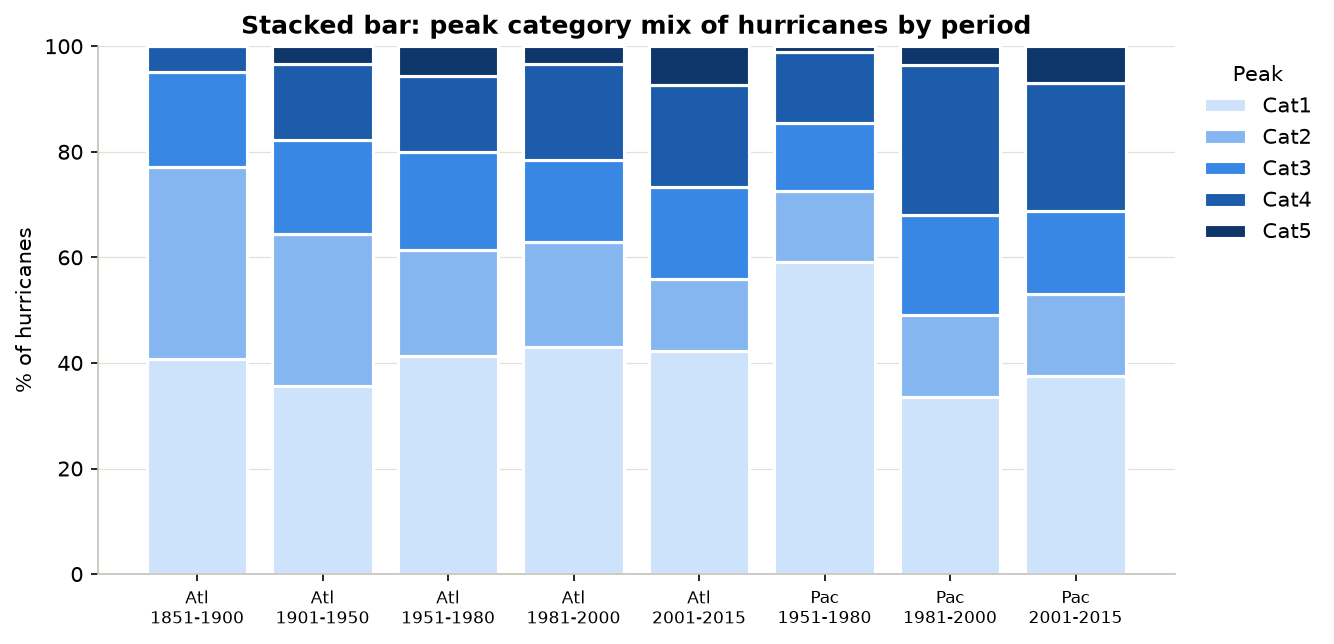 Stacked bar: peak category mix of hurricanes by period
100
80
60
40
20
0
% of hurricanes
Atl
1851-1900
Atl
1901-1950
Atl
1951-1980
Atl
1981-2000
Atl
2001-2015
Pac
1951-1980
Pac
1981-2000
Pac
2001-2015
Peak
Cat1
Cat2
Cat3
Cat4
Cat5